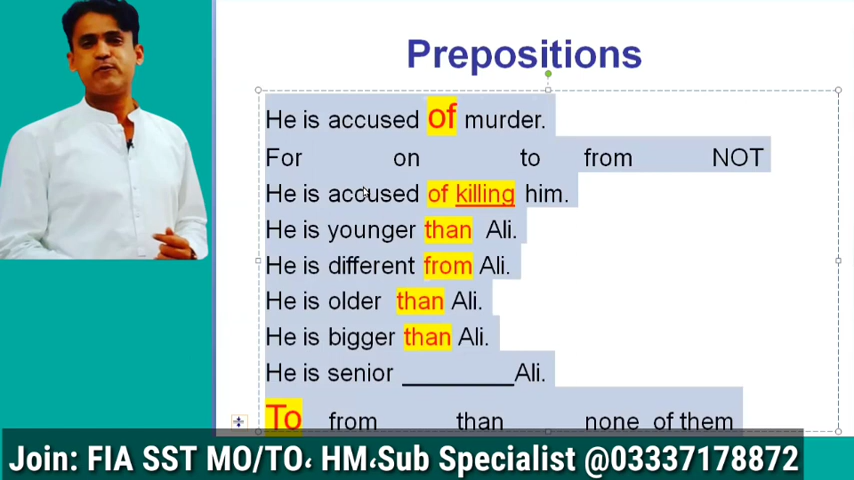 Prepositions
He is accused of murder.
For on to from NOT
He is accused of killing him.
He is younger than Ali.
He is different from Ali.
He is older than Ali.
He is bigger than Ali.
He is senior _________Ali.
To from than none of them
Join: FIA SST MO/TO، HM،Sub Specialist @03337178872